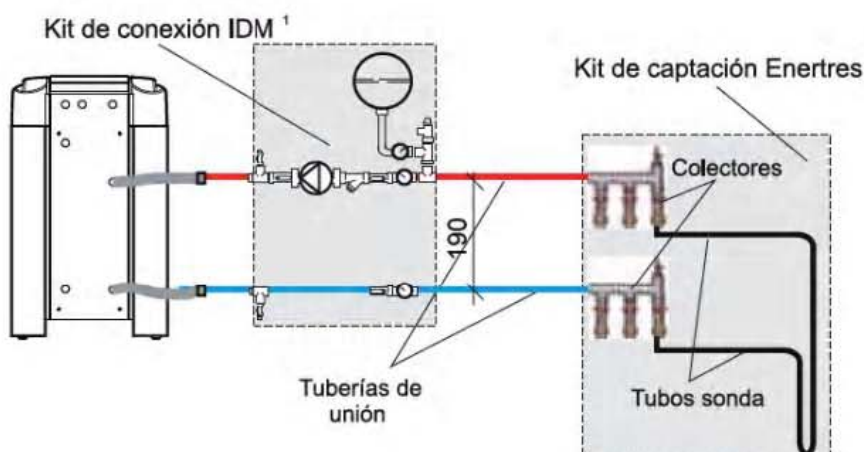 Kit de conexión IDM ¹
Kit de captación Enertres
Colectores
190
Tuberías de
unión
Tubos sonda